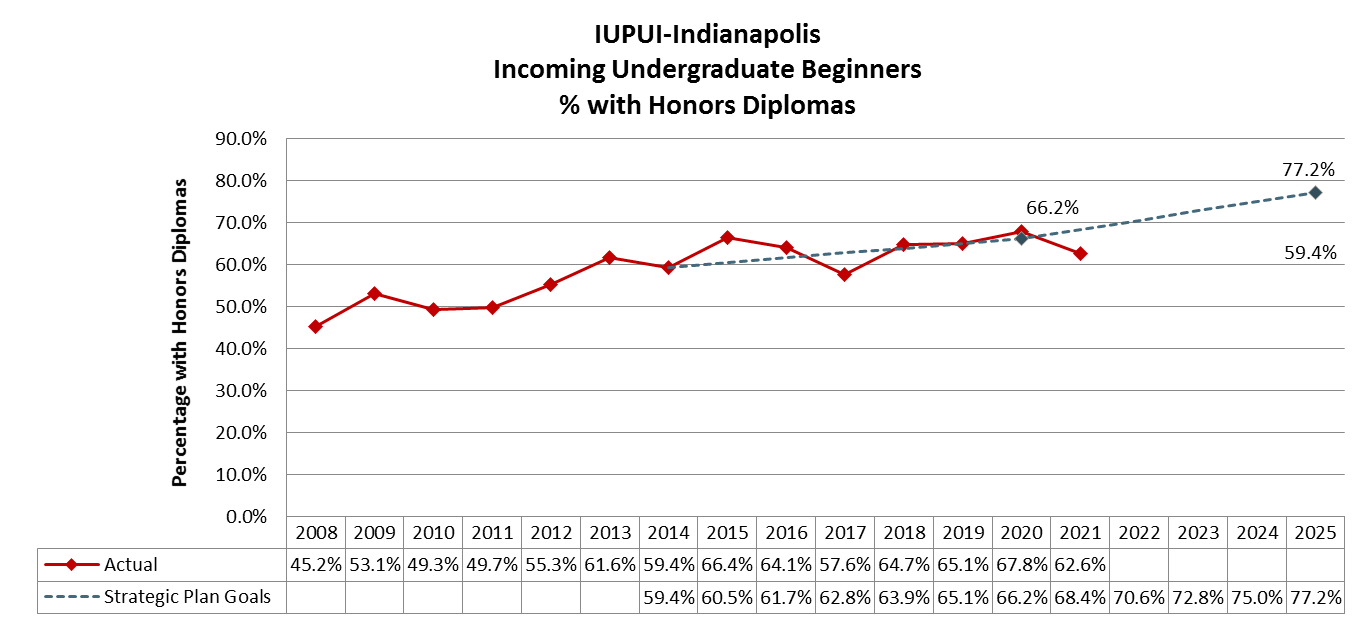 IUPUI-Indianapolis
Incoming Undergraduate Beginners
% with Honors Diplomas
Percentage with Honors Diplomas
90.0%
80.0%
70.0%
60.0%
50.0%
40.0%
30.0%
20.0%
10.0%
0.0%
77.2%
66.2%
59.4%
2008 2009 2010 2011 2012 2013 2014 2015 2016 2017 2018 2019 2020 2021 2022 2023 2024 2025
Actual 45.2% 53.1% 49.3% 49.7% 55.3% 61.6% 59.4% 66.4% 64.1% 57.6% 64.7% 65.1% 67.8% 62.6%
Strategic Plan Goals 59.4% 60.5% 61.7% 62.8% 63.9% 65.1% 66.2% 68.4% 70.6% 72.8% 75.0% 77.2%